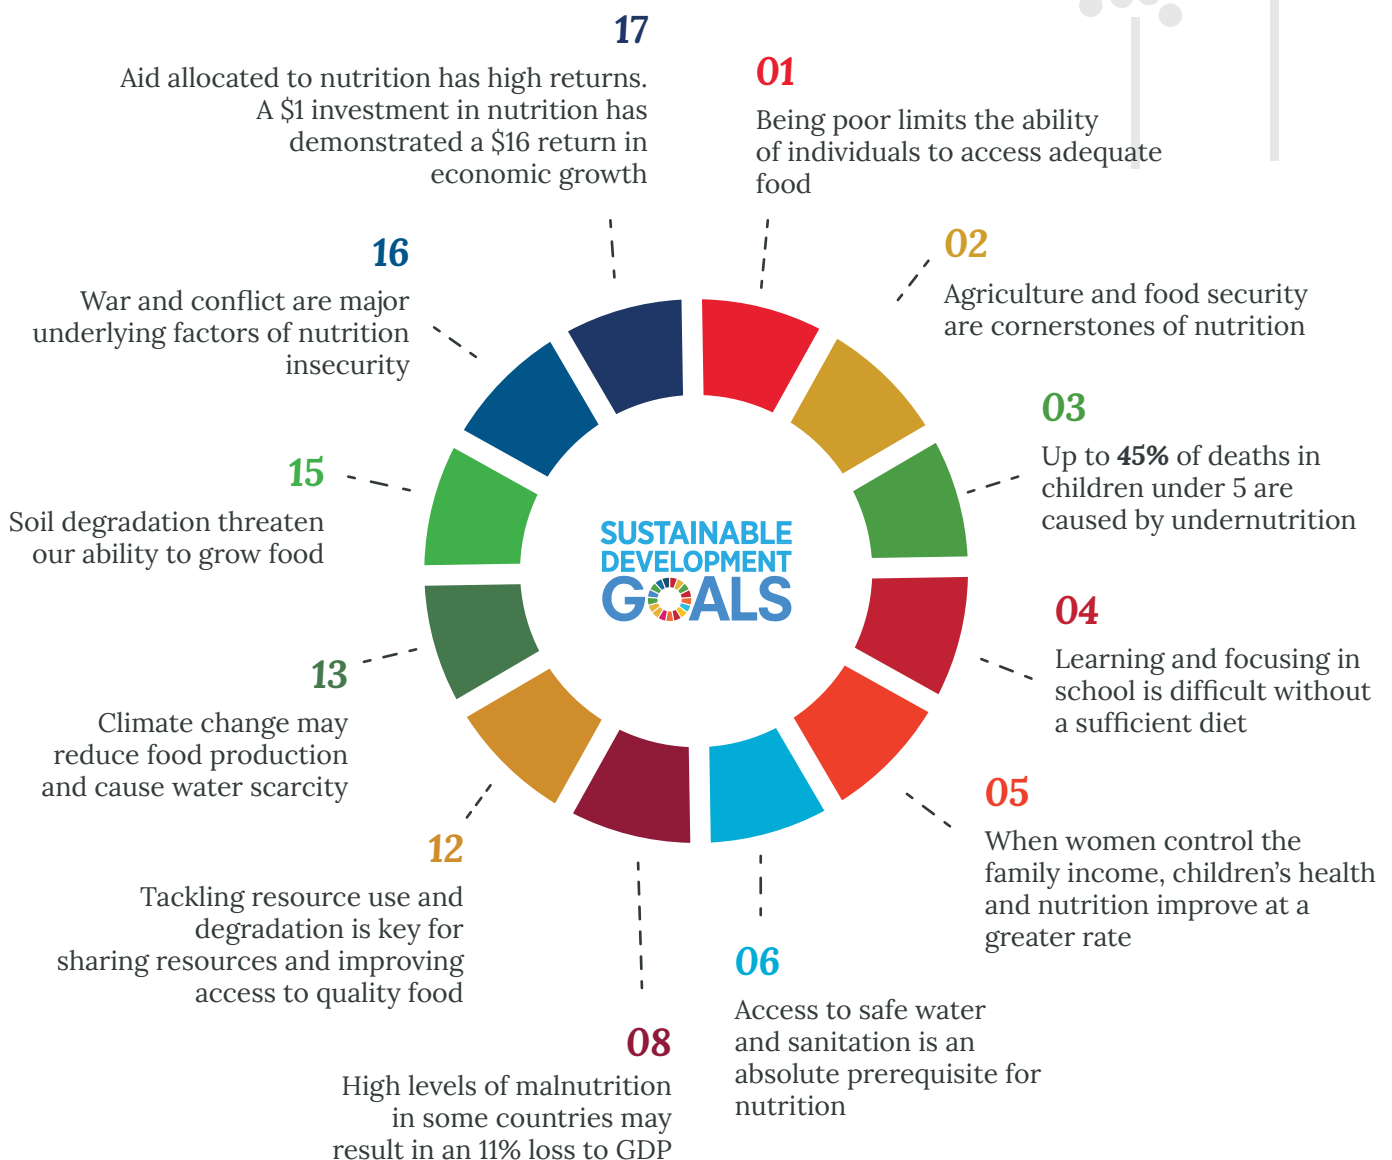 17
Aid allocated to nutrition has high returns.
A $1 investment in nutrition has
demonstrated a $16 return in
economic growth
01
Being poor limits the ability
of individuals to access adequate
food
02
Agriculture and food security
are cornerstones of nutrition
03
Up to 45% of deaths in
children under 5 are
caused by undernutrition
04
Learning and focusing in
school is difficult without
a sufficient diet
05
When women control the
family income, children’s health
and nutrition improve at a
greater rate
06
Access to safe water
and sanitation is an
absolute prerequisite for
nutrition
08
High levels of malnutrition
in some countries may
result in an 11% loss to GDP
12
Tackling resource use and
degradation is key for
sharing resources and improving
access to quality food
13
Climate change may
reduce food production
and cause water scarcity
15
Soil degradation threaten
our ability to grow food
16
War and conflict are major
underlying factors of nutrition
insecurity
SUSTAINABLE
DEVELOPMENT
GOALS